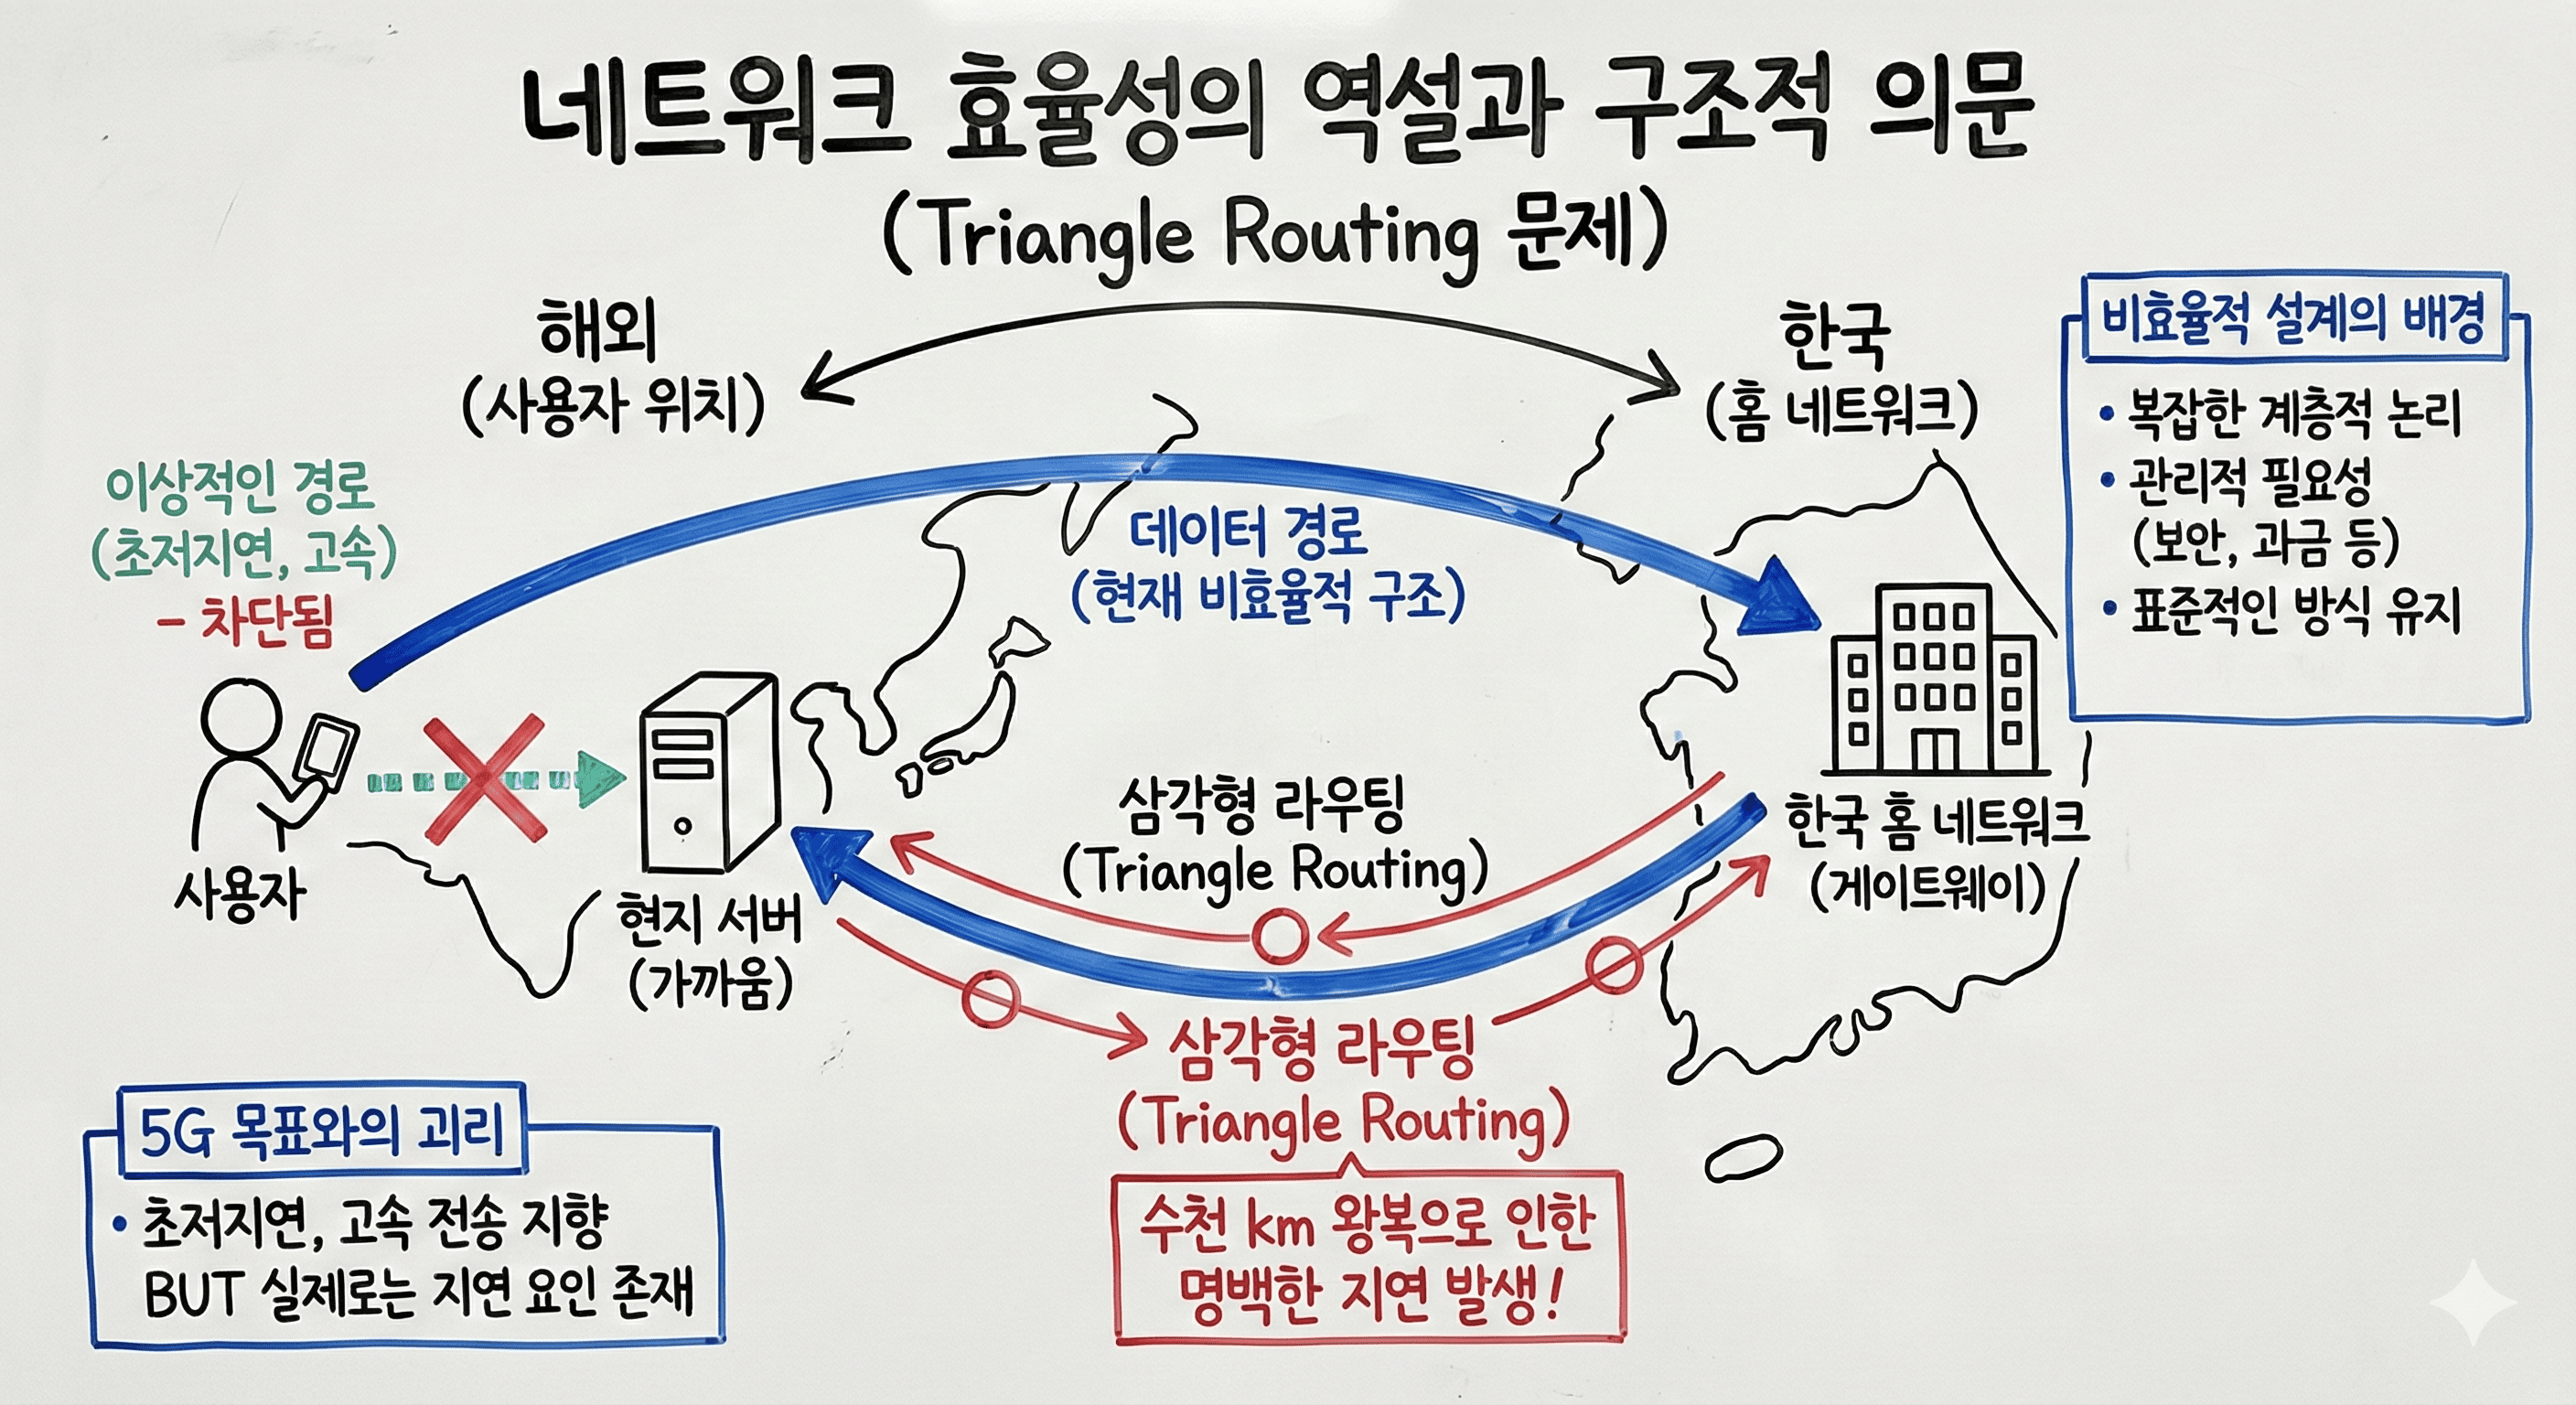 네트워크 효율성의 역설과 구조적 의문
(Triangle Routing 문제)
해외
(사용자 위치)
한국
(홈 네트워크)
비효율적 설계의 배경
• 복잡한 계층적 논리
• 관리적 필요성
(보안, 과금 등)
• 표준적인 방식 유지
이상적인 경로
(초저지연, 고속)
- 차단됨
데이터 경로
(현재 비효율적 구조)
사용자
현지 서버
(가까움)
삼각형 라우팅
(Triangle Routing)
한국 홈 네트워크
(게이트웨이)
삼각형 라우팅
(Triangle Routing)
수천 km 왕복으로 인한
명백한 지연 발생!
5G 목표와의 괴리
• 초저지연, 고속 전송 지향
BUT 실제로는 지연 요인 존재